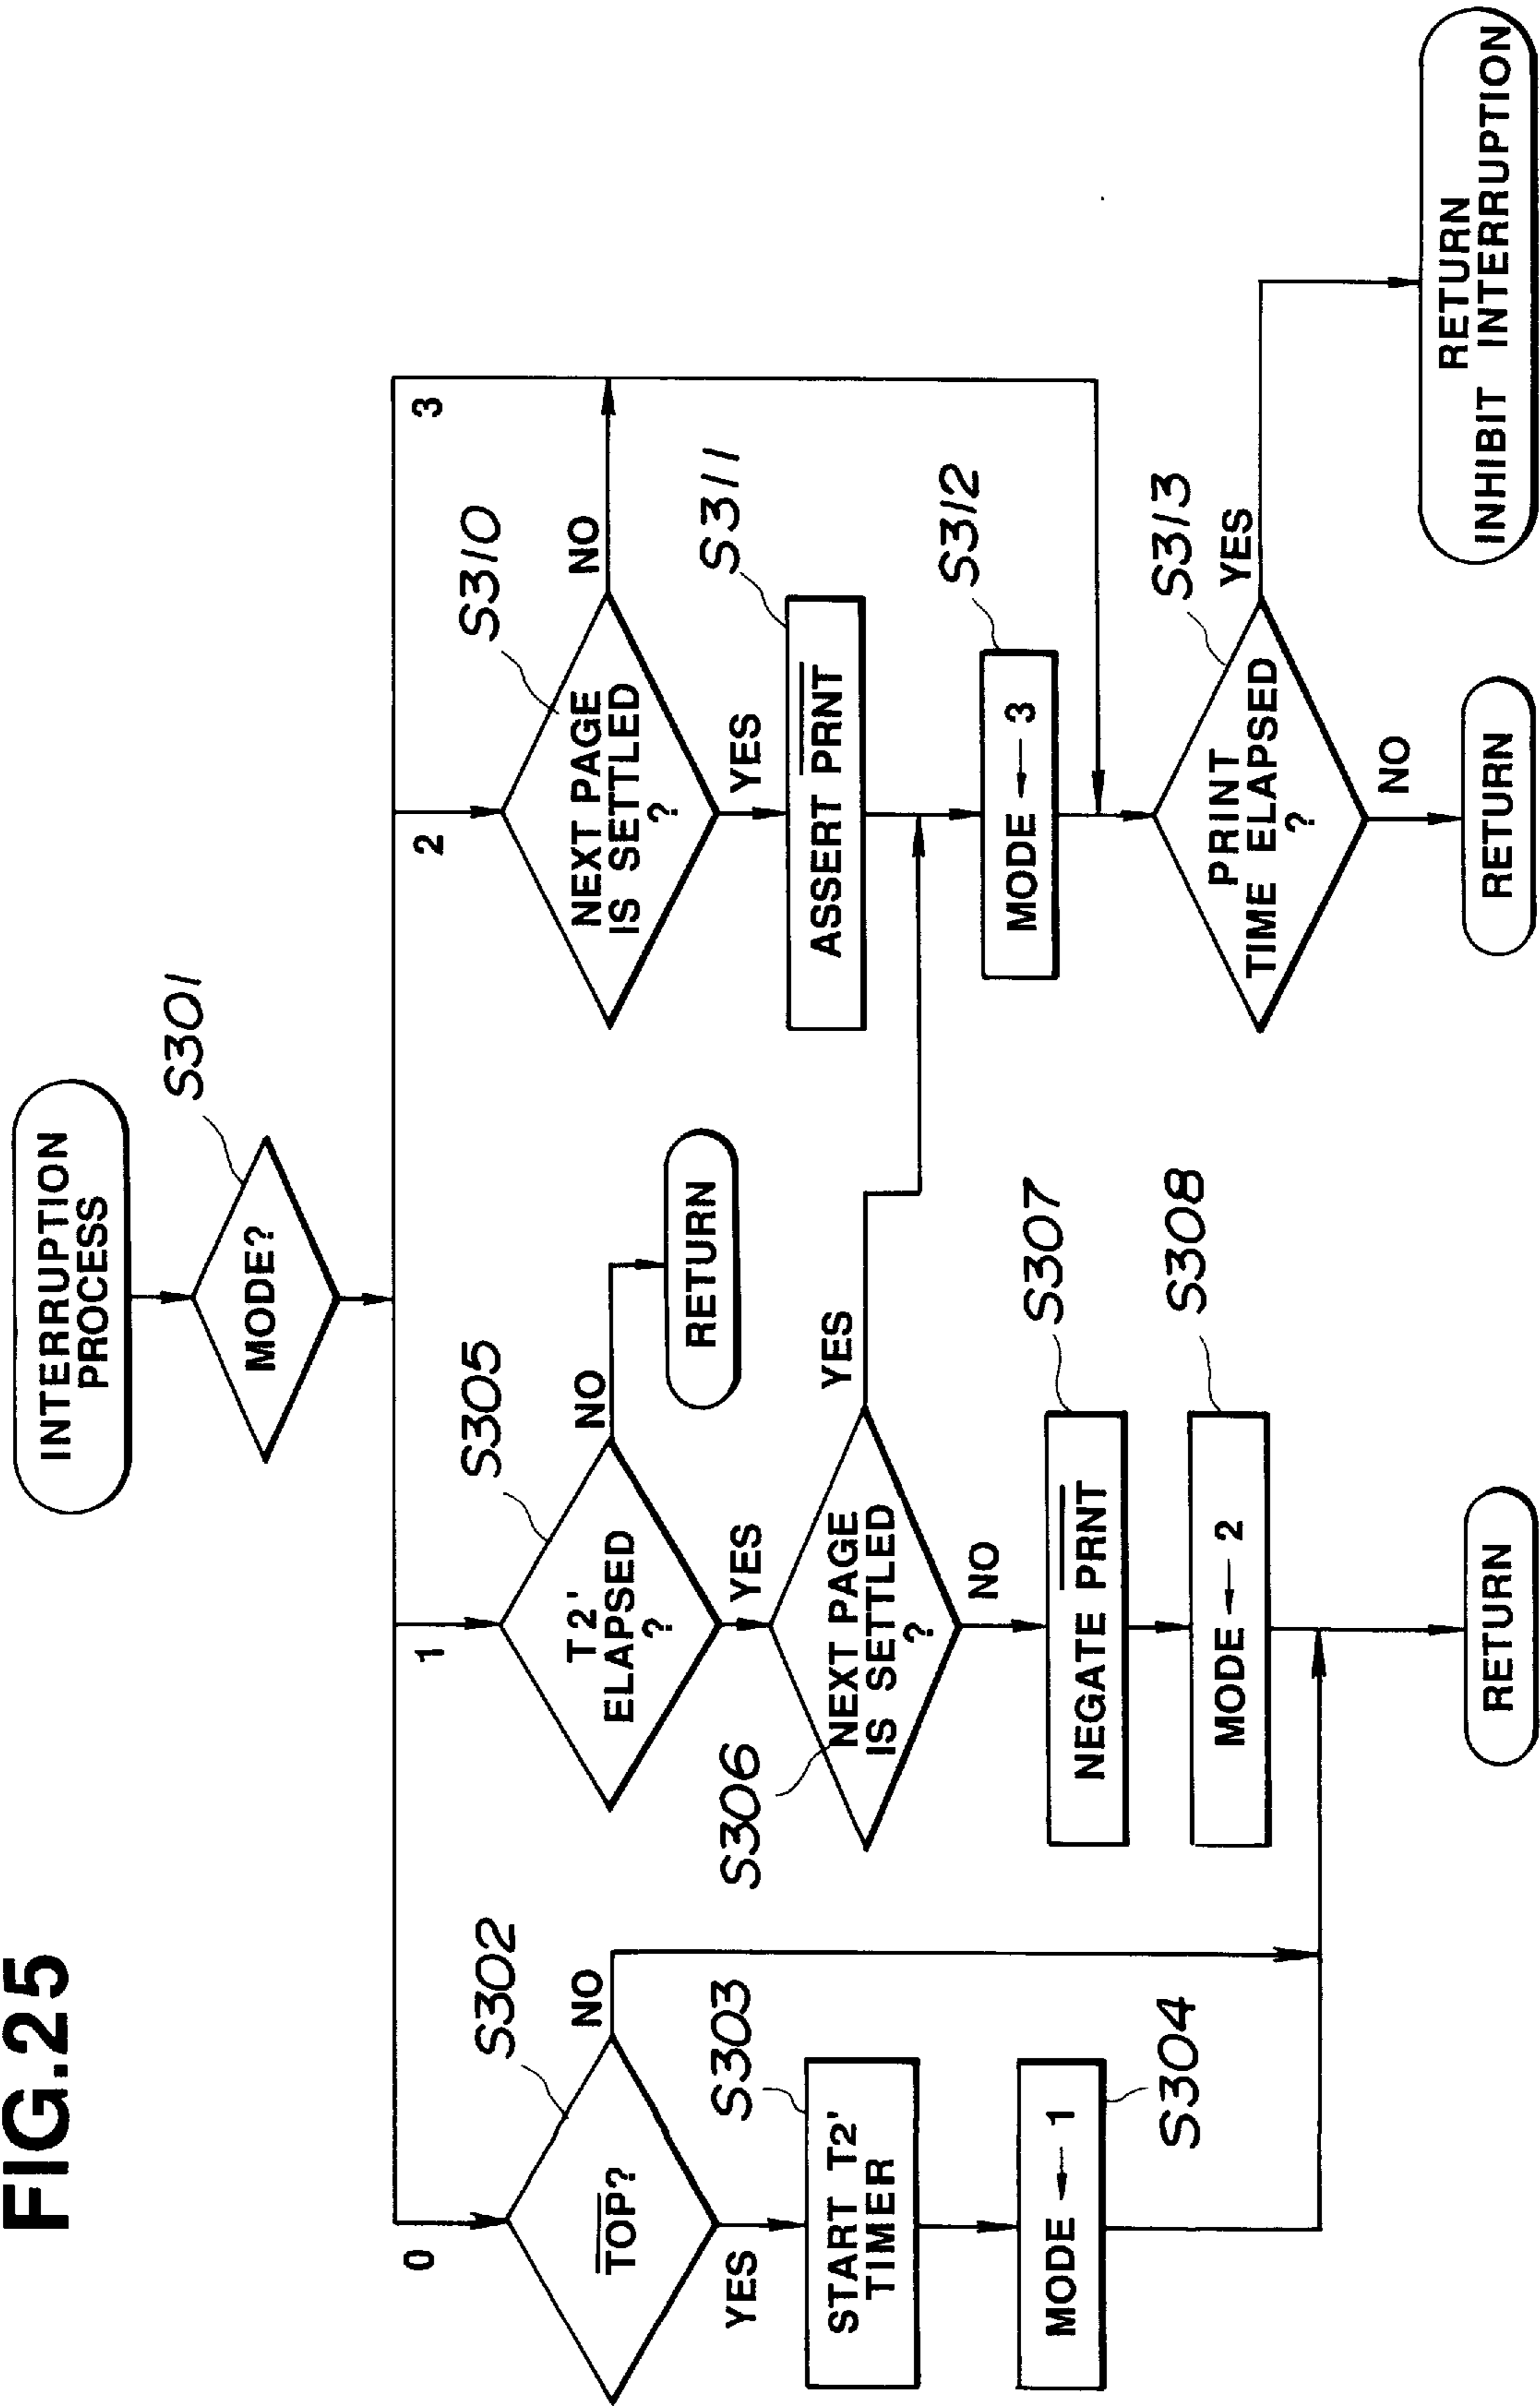 FIG.25
INTERRUPTION
PROCESS
S301
MODE?
0
1
2
3
S302
TOP?
NO
YES
S303
START T2'
TIMER
MODE ← 1
S304
S305
T2'
ELAPSED
?
NO
RETURN
YES
S306
NEXT PAGE
IS SETTLED
?
YES
NO
S307
NEGATE PRNT
S308
MODE ← 2
RETURN
S310
NEXT PAGE
IS SETTLED
?
NO
YES
S311
ASSERT PRNT
S312
MODE ← 3
S313
PRINT
TIME ELAPSED
?
YES
NO
RETURN
RETURN
INHIBIT INTERRUPTION